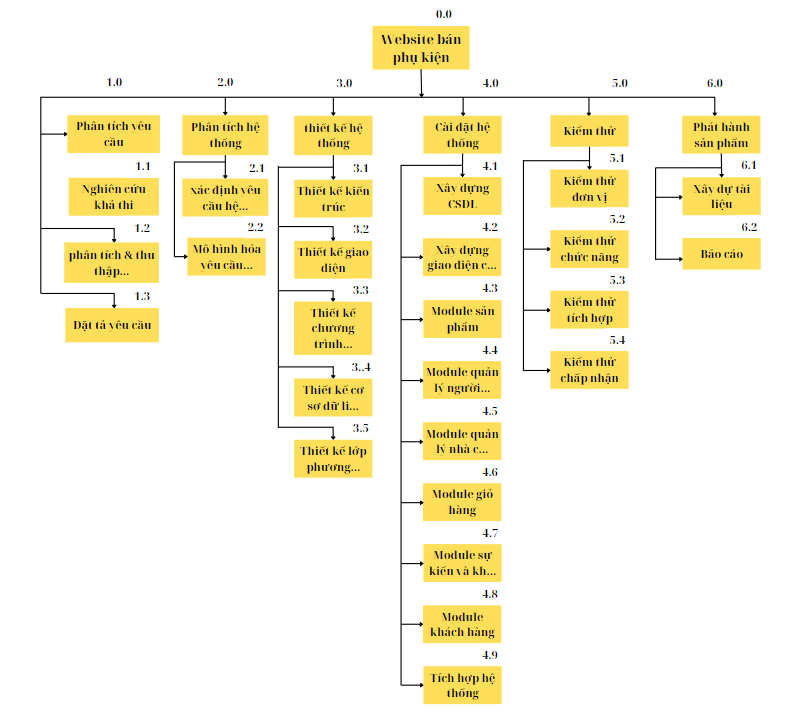 0.0
Website bán
phụ kiện
1.0
2.0
3.0
4.0
5.0
6.0
Phân tích yêu
cầu
1.1
Nghiên cứu
khả thi
1.2
phân tích & thu
thập...
1.3
Đặt tả yêu cầu
Phân tích hệ
thống
2.1
Xác định yêu
cầu hệ...
2.2
Mô hình hóa
yêu cầu...
thiết kế hệ
thống
3.1
Thiết kế kiến
trúc
3.2
Thiết kế giao
diện
3.3
Thiết kế
chương
trình...
3..4
Thiết kế cơ
sơ dữ li...
3.5
Thiết kế lớp
phương...
Cài đặt hệ
thống
4.1
Xây dựng
CSDL
4.2
Xây dựng
giao diện c...
4.3
Module sản
phẩm
4.4
Module quản
lý người...
4.5
Module quản
lý nhà c...
4.6
Module giỏ
hàng
4.7
Module sự
kiến và kh...
4.8
Module
khách hàng
4.9
Tích hợp hệ
thống
Kiểm thử
5.1
Kiểm thử
đơn vị
5.2
Kiểm thử
chức năng
5.3
Kiểm thử
tích hợp
5.4
Kiểm thử
chấp nhận
Phát hành
sản phẩm
6.1
Xây dự tài
liệu
6.2
Báo cáo